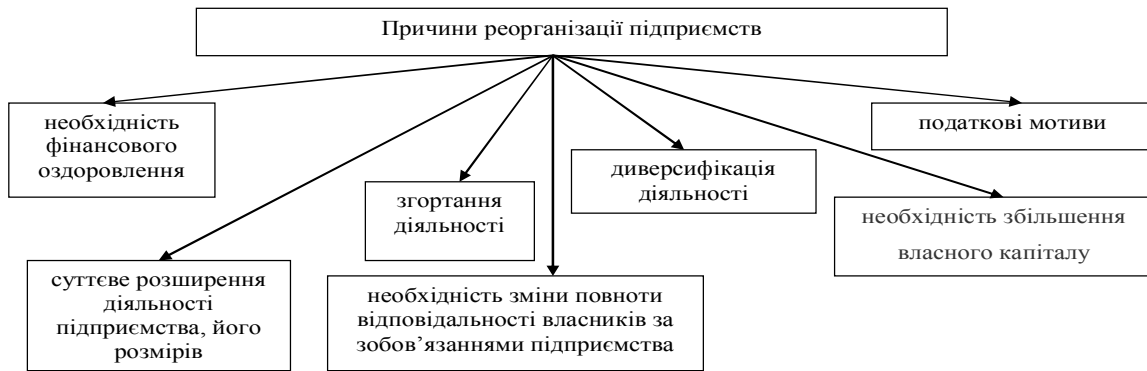 Причини реорганізації підприємств
необхідність
фінансового
оздоровлення
податкові мотиви
диверсифікація
діяльності
згортання
діяльності
необхідність збільшення
власного капіталу
суттєве розширення
діяльності
підприємства, його
розмірів
необхідність зміни повноти
відповідальності власників за
зобов’язаннями підприємства